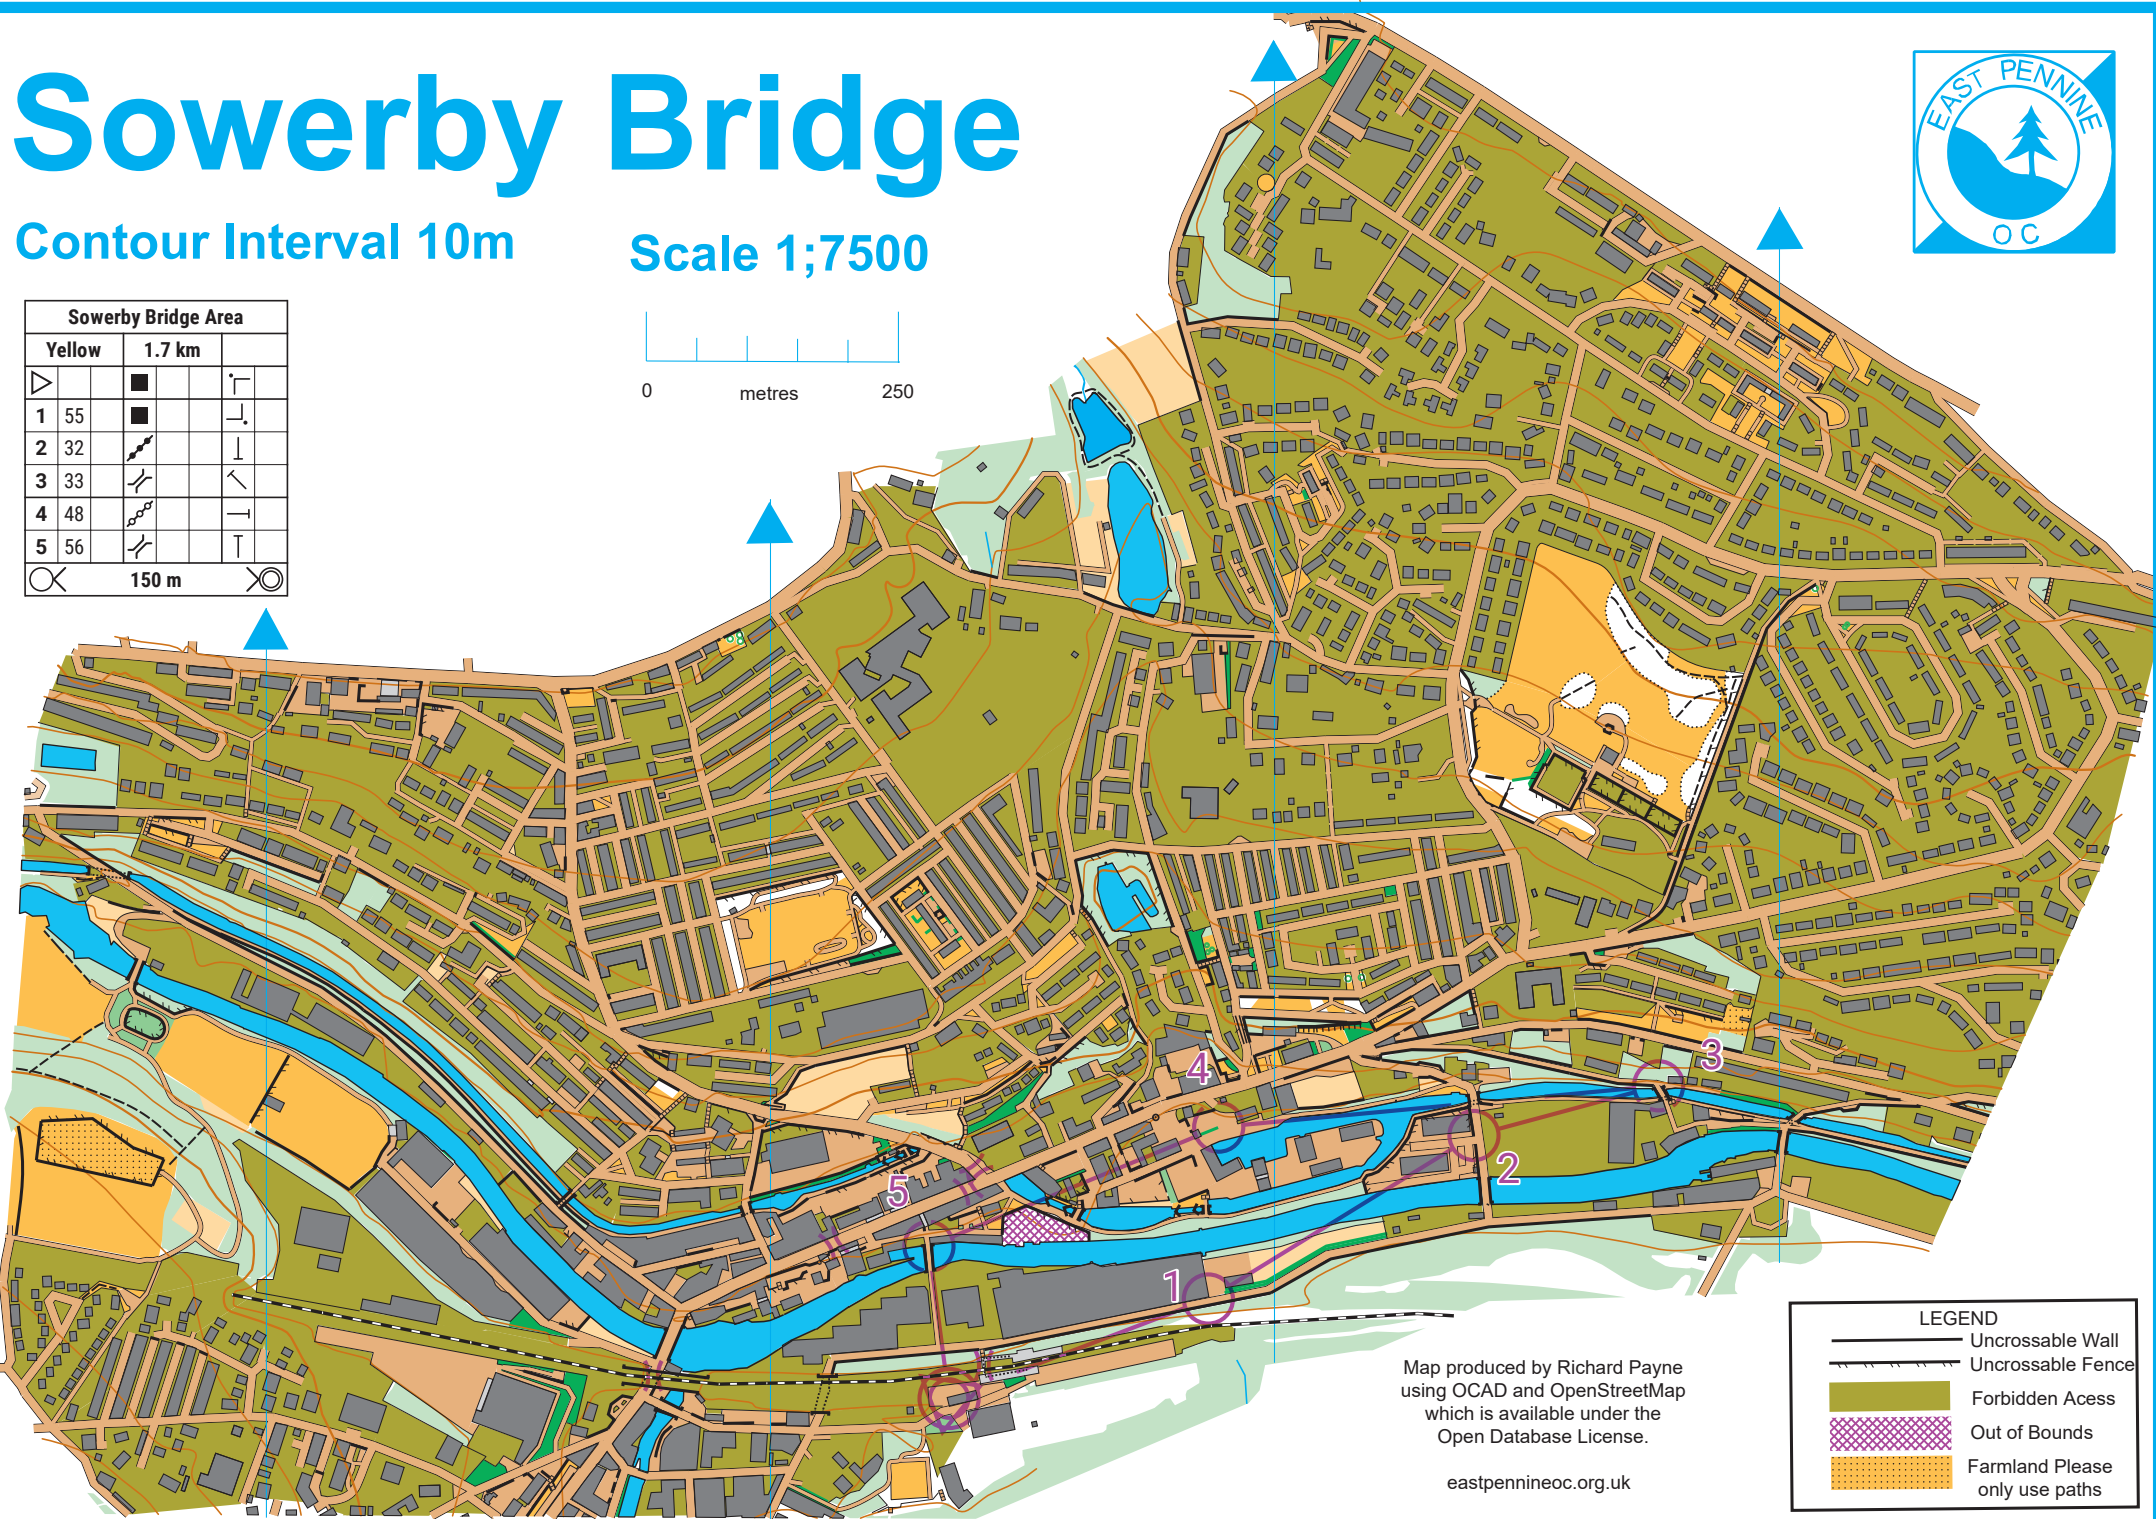 Sowerby Bridge
Contour Interval 10m
Scale 1;7500
0 metres 250
EAST PENNINE
OC
Sowerby Bridge Area
Yellow 1.7 km
1 55
2 32
3 33
4 48
5 56
150 m
3
4
2
5
1
LEGEND
Uncrossable Wall
Uncrossable Fence
Forbidden Acess
Out of Bounds
Farmland Please
only use paths
Map produced by Richard Payne
using OCAD and OpenStreetMap
which is available under the
Open Database License.
eastpennineoc.org.uk